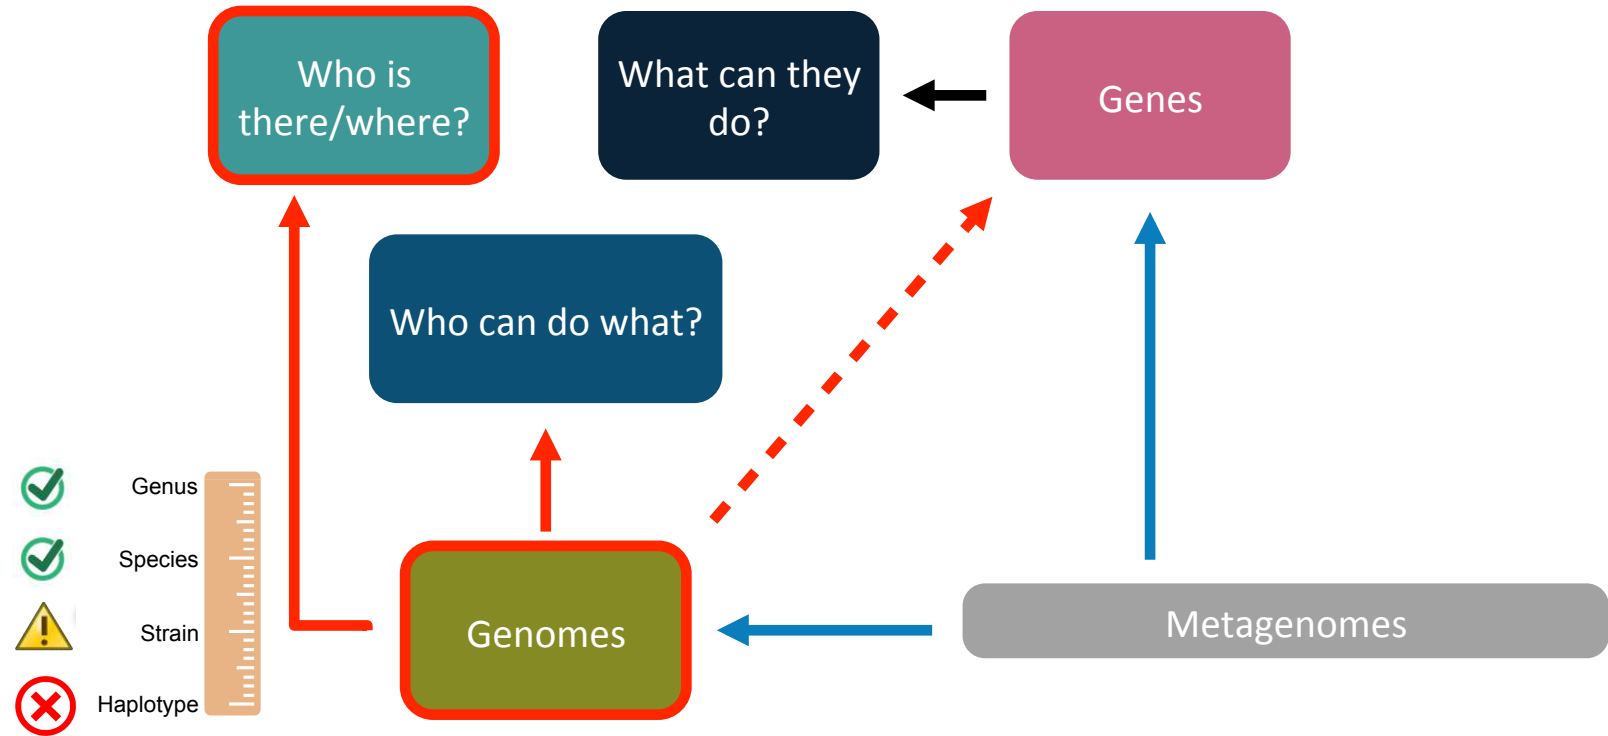 Who is
there/where?
What can they
do?
Genes
Who can do what?
Genus
Species
Strain
Haplotype
Genomes
Metagenomes